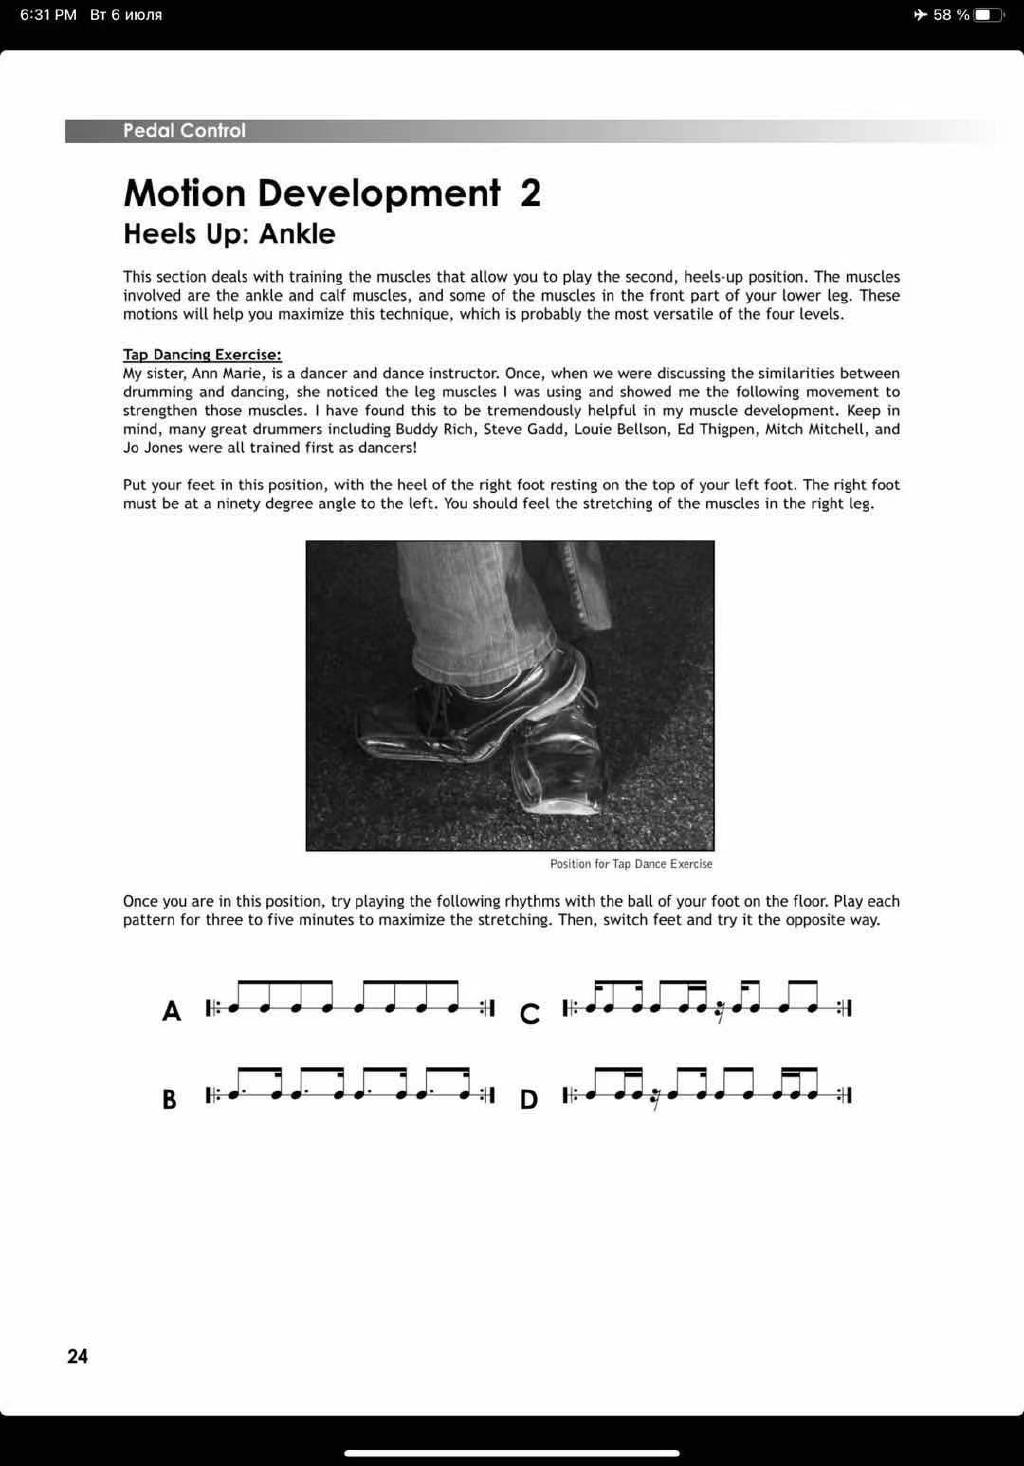 6:31 PM Вт 6 июля
58 %
Pedal Control
Motion Development 2
Heels Up: Ankle
This section deals with training the muscles that allow you to play the second, heels-up position. The muscles
involved are the ankle and calf muscles, and some of the muscles in the front part of your lower leg. These
motions will help you maximize this technique, which is probably the most versatile of the four levels.
Tap Dancing Exercise:
My sister, Ann Marie, is a dancer and dance instructor. Once, when we were discussing the similarities between
drumming and dancing, she noticed the leg muscles I was using and showed me the following movement to
strengthen those muscles. I have found this to be tremendously helpful in my muscle development. Keep in
mind, many great drummers including Buddy Rich, Steve Gadd, Louie Bellson, Ed Thigpen, Mitch Mitchell, and
Jo Jones were all trained first as dancers!
Put your feet in this position, with the heel of the right foot resting on the top of your left foot. The right foot
must be at a ninety degree angle to the left. You should feel the stretching of the muscles in the right leg.
Position for Tap Dance Exercise
Once you are in this position, try playing the following rhythms with the ball of your foot on the floor. Play each
pattern for three to five minutes to maximize the stretching. Then, switch feet and try it the opposite way.
A
C
B
D
24